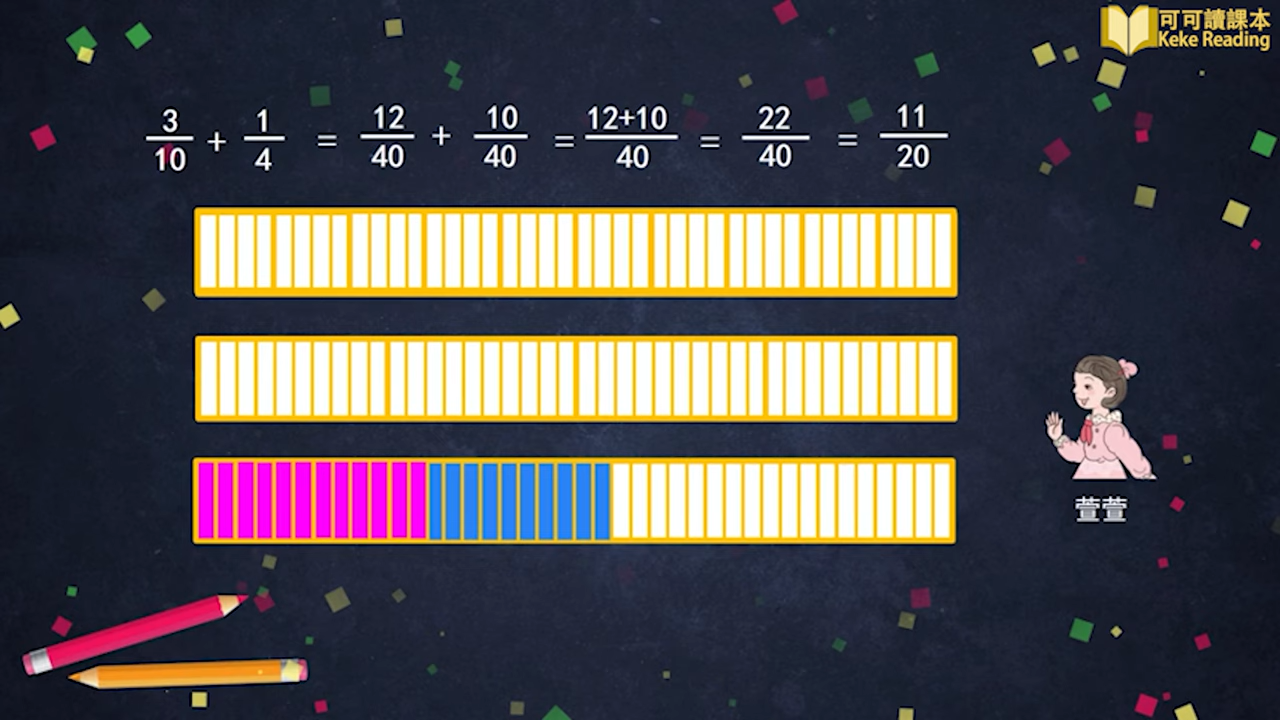 可可讀課本
Keke Reading
3/10 + 1/4 = 12/40 + 10/40 = 12+10/40 = 22/40 = 11/20
萱萱